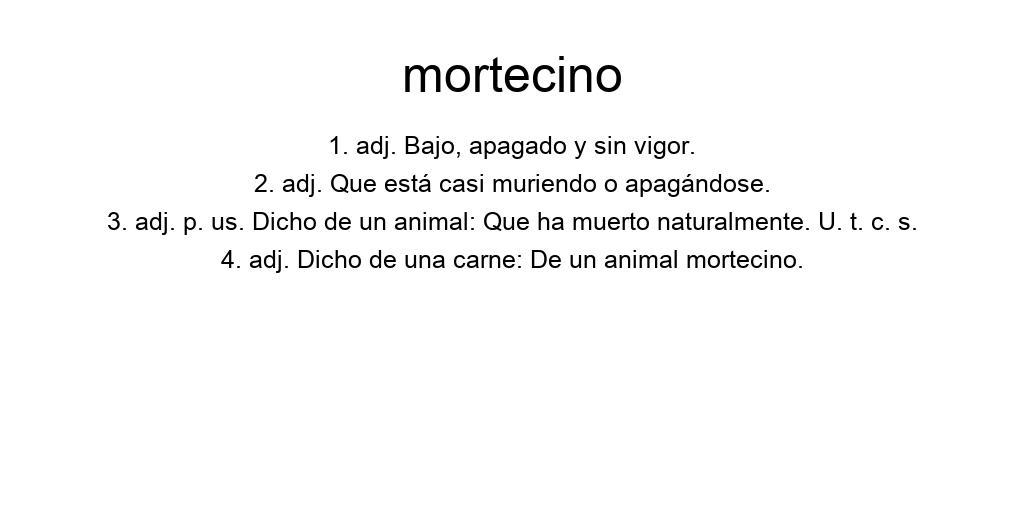 mortecino
1. adj. Bajo, apagado y sin vigor.
2. adj. Que está casi muriendo o apagándose.
3. adj. p. us. Dicho de un animal: Que ha muerto naturalmente. U. t. c. s.
4. adj. Dicho de una carne: De un animal mortecino.